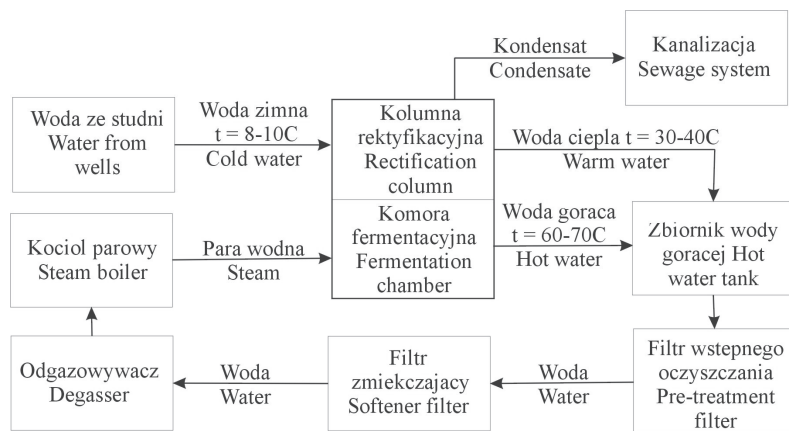 Kondensat
Condensate
Kanalizacja
Sewage system
Woda ze studni
Water from
wells
Woda zimna
t = 8-10C
Cold water
Kolumna
rektyfikacyjna
Rectification
column
Woda ciepla t = 30-40C
Warm water
Kociol parowy
Steam boiler
Para wodna
Steam
Komora
fermentacyjna
Fermentation
chamber
Woda goraca
t = 60-70C
Hot water
Zbiornik wody
goracej Hot
water tank
Odgazowywacz
Degasser
Woda
Water
Filtr
zmiekczajacy
Softener filter
Woda
Water
Filtr wstepnego
oczyszczania
Pre-treatment
filter